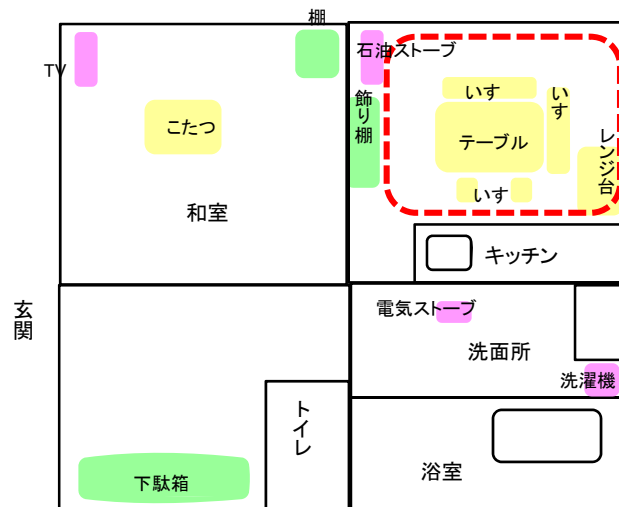 棚
石油ストーブ
TV
飾り棚
いす
いす
こたつ
テーブル
レンジ台
いす
和室
キッチン
玄関
電気ストーブ
洗面所
洗濯機
トイレ
下駄箱
浴室